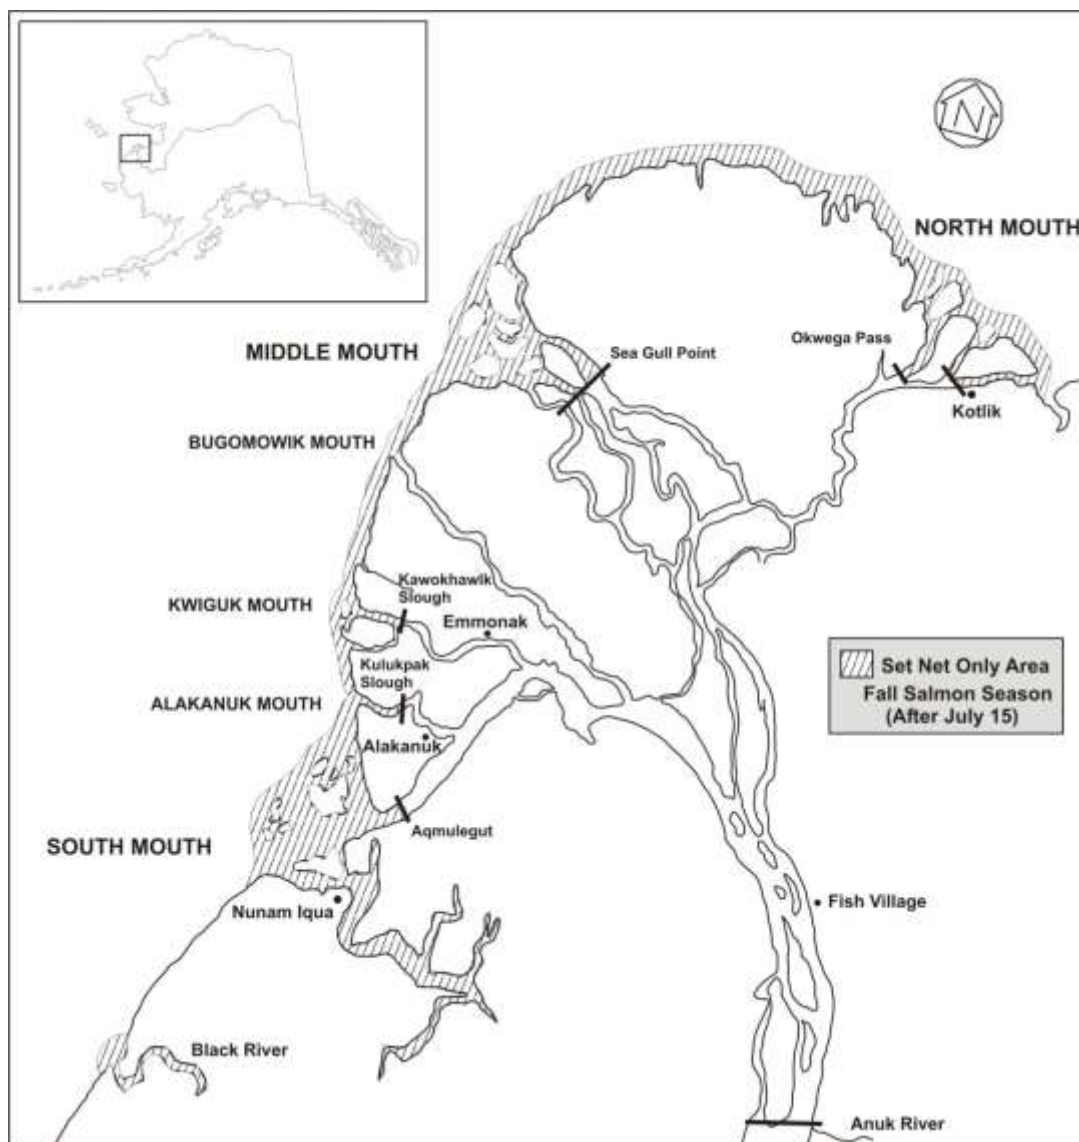 N
NORTH MOUTH
MIDDLE MOUTH
Okwega Pass
Sea Gull Point
Kotlik
BUGOMOWIK MOUTH
Kawokhawik
Slough
KWIGUK MOUTH
Emmonak
Set Net Only Area
Fall Salmon Season
(After July 15)
Kulukpak
Slough
ALAKANUK MOUTH
Alakanuk
Aqmulegut
SOUTH MOUTH
Nunam Iqua
Fish Village
Black River
Anuk River